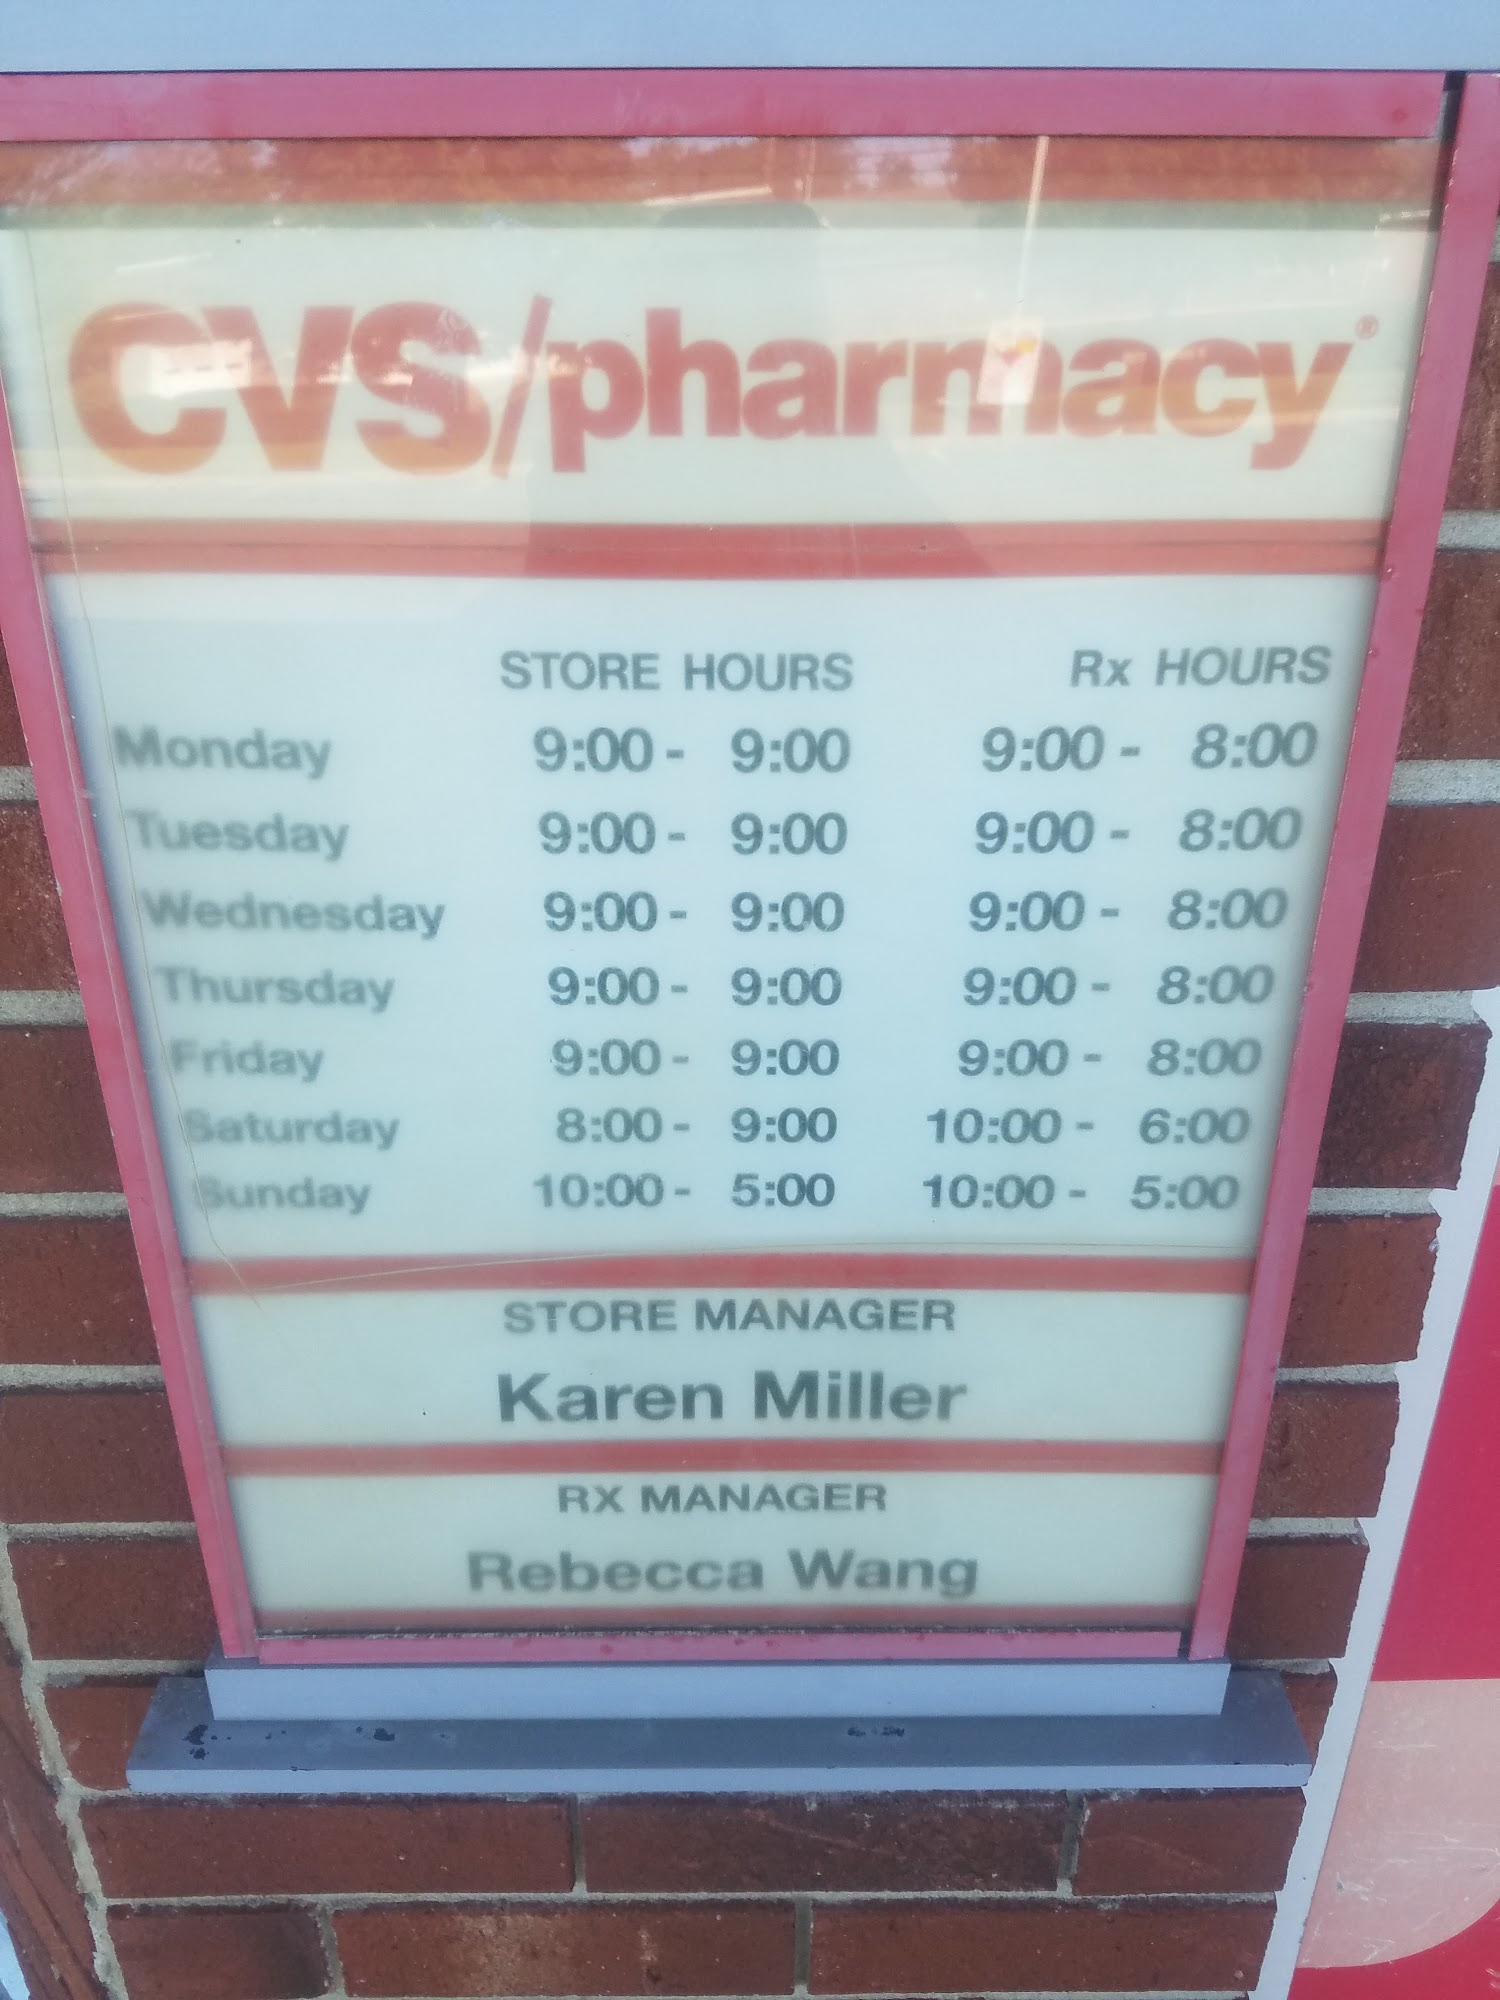 CVS/pharmacy®
STORE HOURS Rx HOURS
Monday 9:00 - 9:00 9:00 - 8:00
Tuesday 9:00 - 9:00 9:00 - 8:00
Wednesday 9:00 - 9:00 9:00 - 8:00
Thursday 9:00 - 9:00 9:00 - 8:00
Friday 9:00 - 9:00 9:00 - 8:00
Saturday 8:00 - 9:00 10:00 - 6:00
Sunday 10:00 - 5:00 10:00 - 5:00
STORE MANAGER
Karen Miller
RX MANAGER
Rebecca Wang